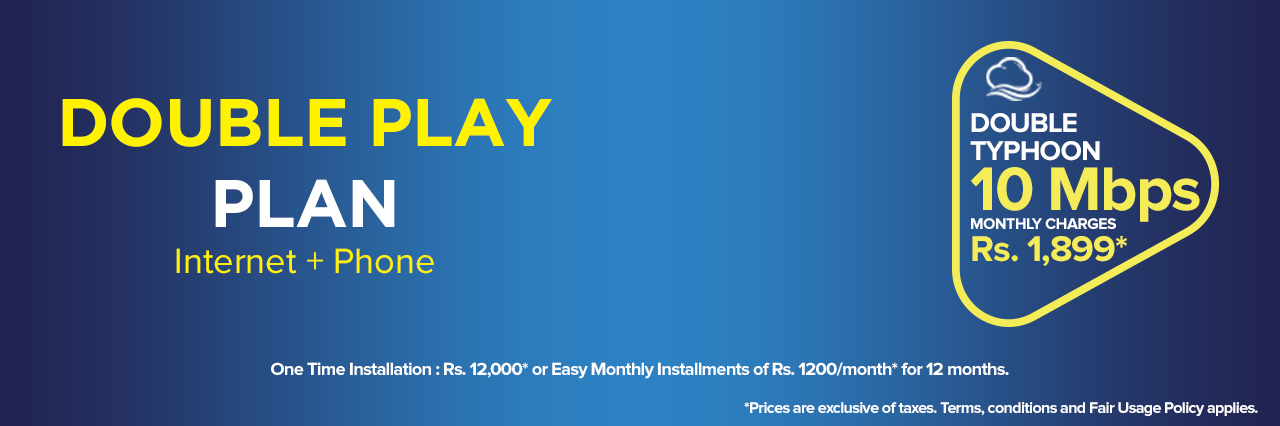 DOUBLE PLAY
PLAN
Internet + Phone
DOUBLE
TYPHOON
10 Mbps
MONTHLY CHARGES
Rs. 1,899*
One Time Installation : Rs. 12,000* or Easy Monthly Installments of Rs. 1200/month* for 12 months.
*Prices are exclusive of taxes. Terms, conditions and Fair Usage Policy applies.